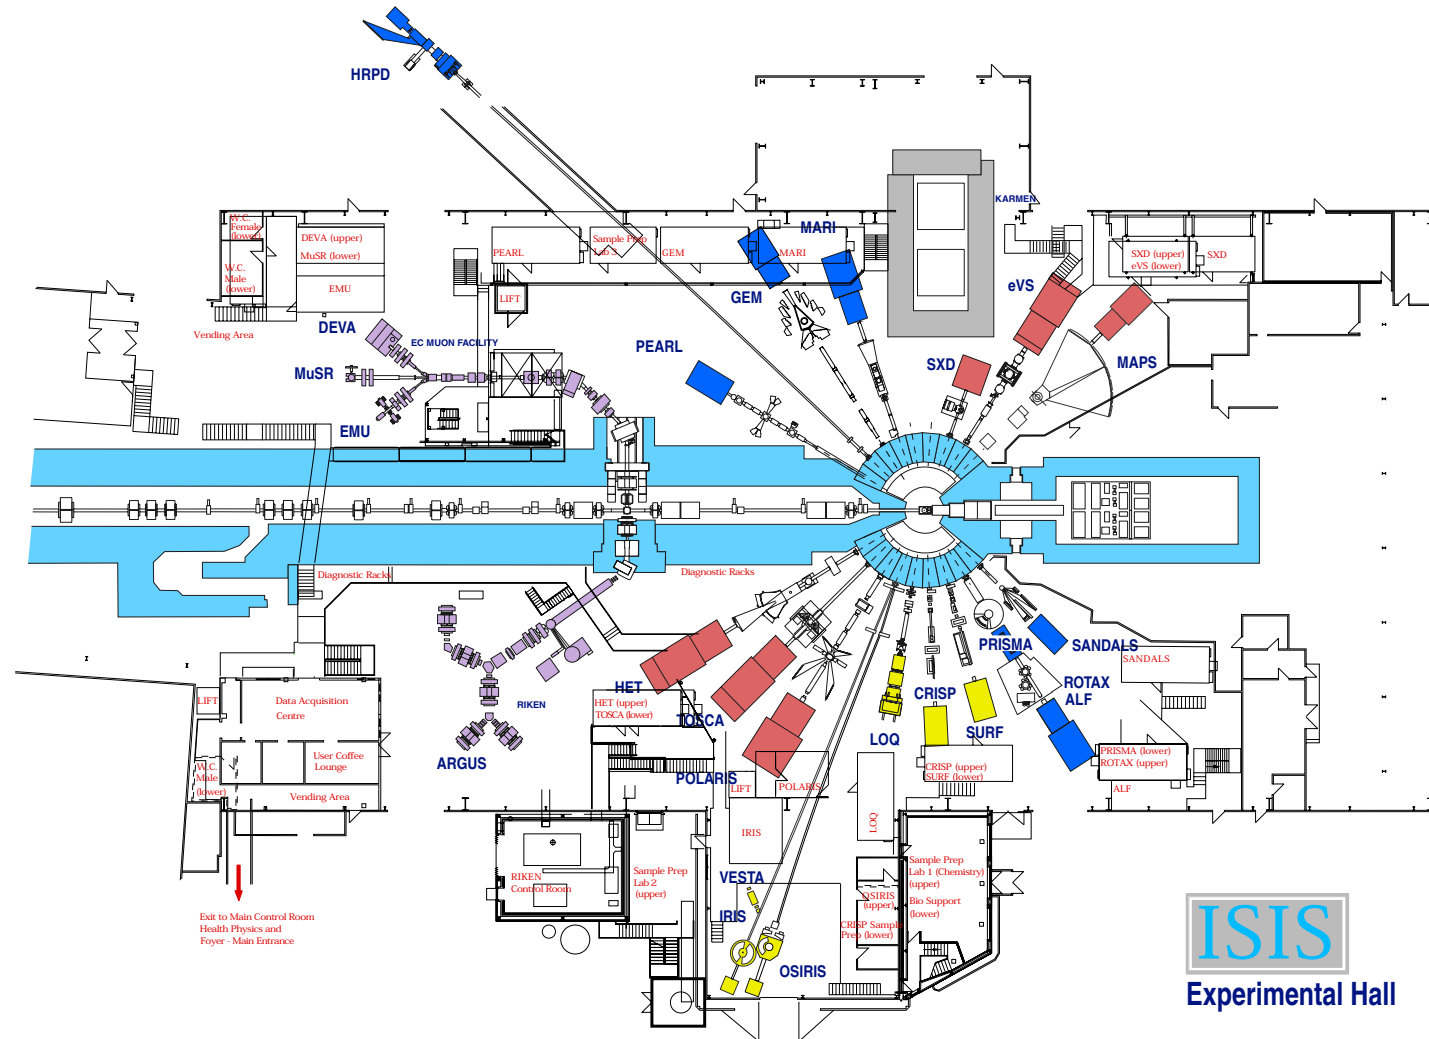 HRPD
KARMEN
W.C.
Female
(lower)
DEVA (upper)
MuSR (lower)
EMU
W.C.
Male
(lower)
Vending Area
PEARL
Sample Prep
Lab 3
GEM
MARI
MARI
LIFT
GEM
SXD (upper)
eVS (lower)
SXD
eVS
DEVA
EC MUON FACILITY
MuSR
EMU
PEARL
SXD
MAPS
Diagnostic Racks
Diagnostic Racks
PRISMA
SANDALS
SANDALS
ROTAX
ALF
HET
HET (upper)
TOSCA (lower)
TOSCA
POLARIS
POLARIS
LIFT
LOQ
CRISP
SURF
CRISP (upper)
SURF (lower)
PRISMA (lower)
ROTAX (upper)
ALF
RIKEN
ARGUS
LIFT
Data Acquisition
Centre
User Coffee
Lounge
W.C.
Male
(lower)
Vending Area
IRIS
LOQ
RIKEN
Control Room
Sample Prep
Lab 2
(upper)
VESTA
IRIS
OSIRIS
OSIRIS
(upper)
CRISP Sample
Prep (lower)
Sample Prep
Lab 1 (Chemistry)
(upper)
Bio Support
(lower)
Exit to Main Control Room
Health Physics and
Foyer - Main Entrance
ISIS
Experimental Hall